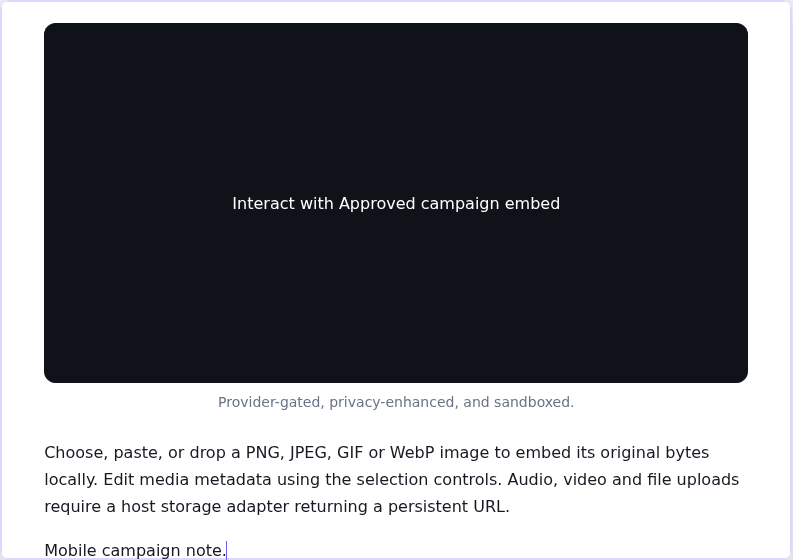 Interact with Approved campaign embed
Provider-gated, privacy-enhanced, and sandboxed.
Choose, paste, or drop a PNG, JPEG, GIF or WebP image to embed its original bytes
locally. Edit media metadata using the selection controls. Audio, video and file uploads
require a host storage adapter returning a persistent URL.
Mobile campaign note.